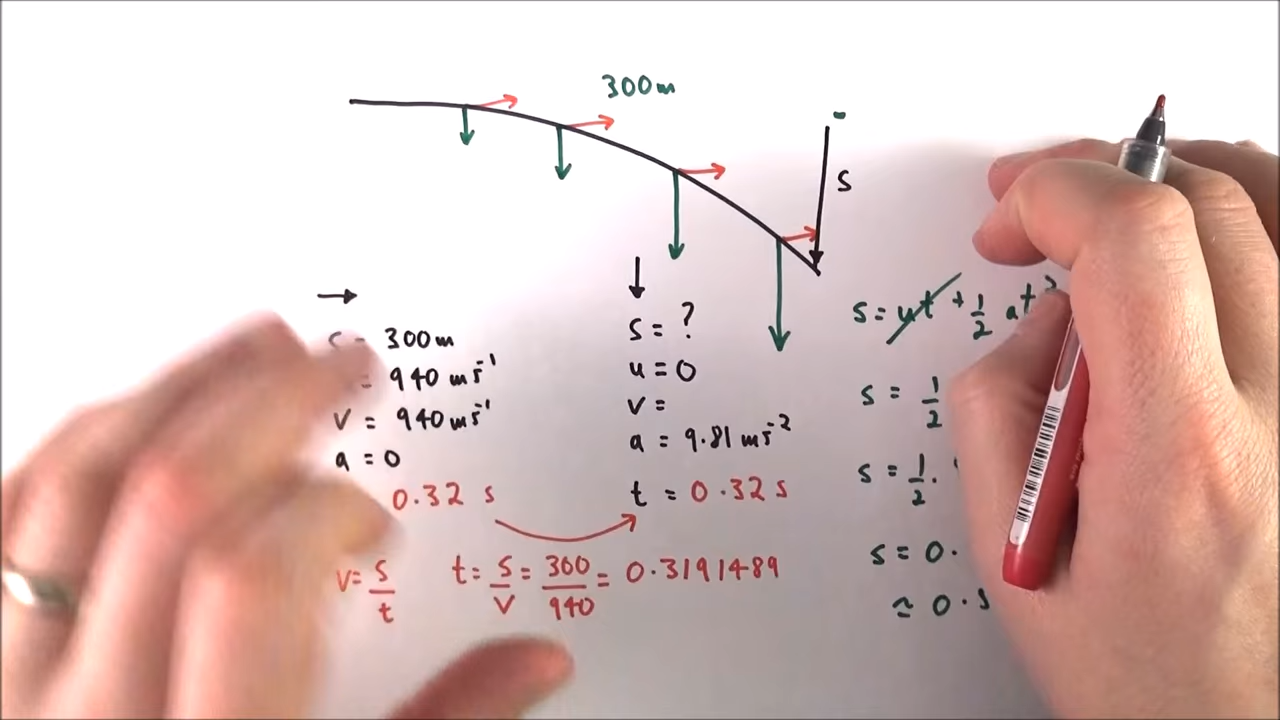 300m
s
→
s = 300m
= 940 ms⁻¹
v = 940 ms⁻¹
a = 0
0.32 s
v = s/t
t = s/v = 300/940 = 0.3191489
↓
s = ?
u = 0
v =
a = 9.81 ms⁻²
t = 0.32 s
s = ut + 1/2 at²
s = 1/2
s = 1/2 ·
s = 0.
≈ 0.5